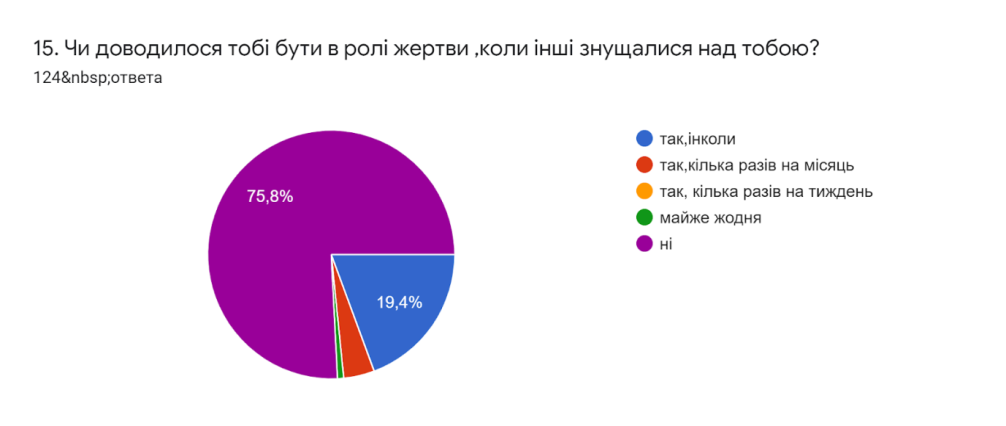 15. Чи доводилося тобі бути в ролі жертви ,коли інші знущалися над тобою?
124&nbsp;ответа
75,8%
19,4%
так,інколи
так,кілька разів на місяць
так, кілька разів на тиждень
майже жодня
ні